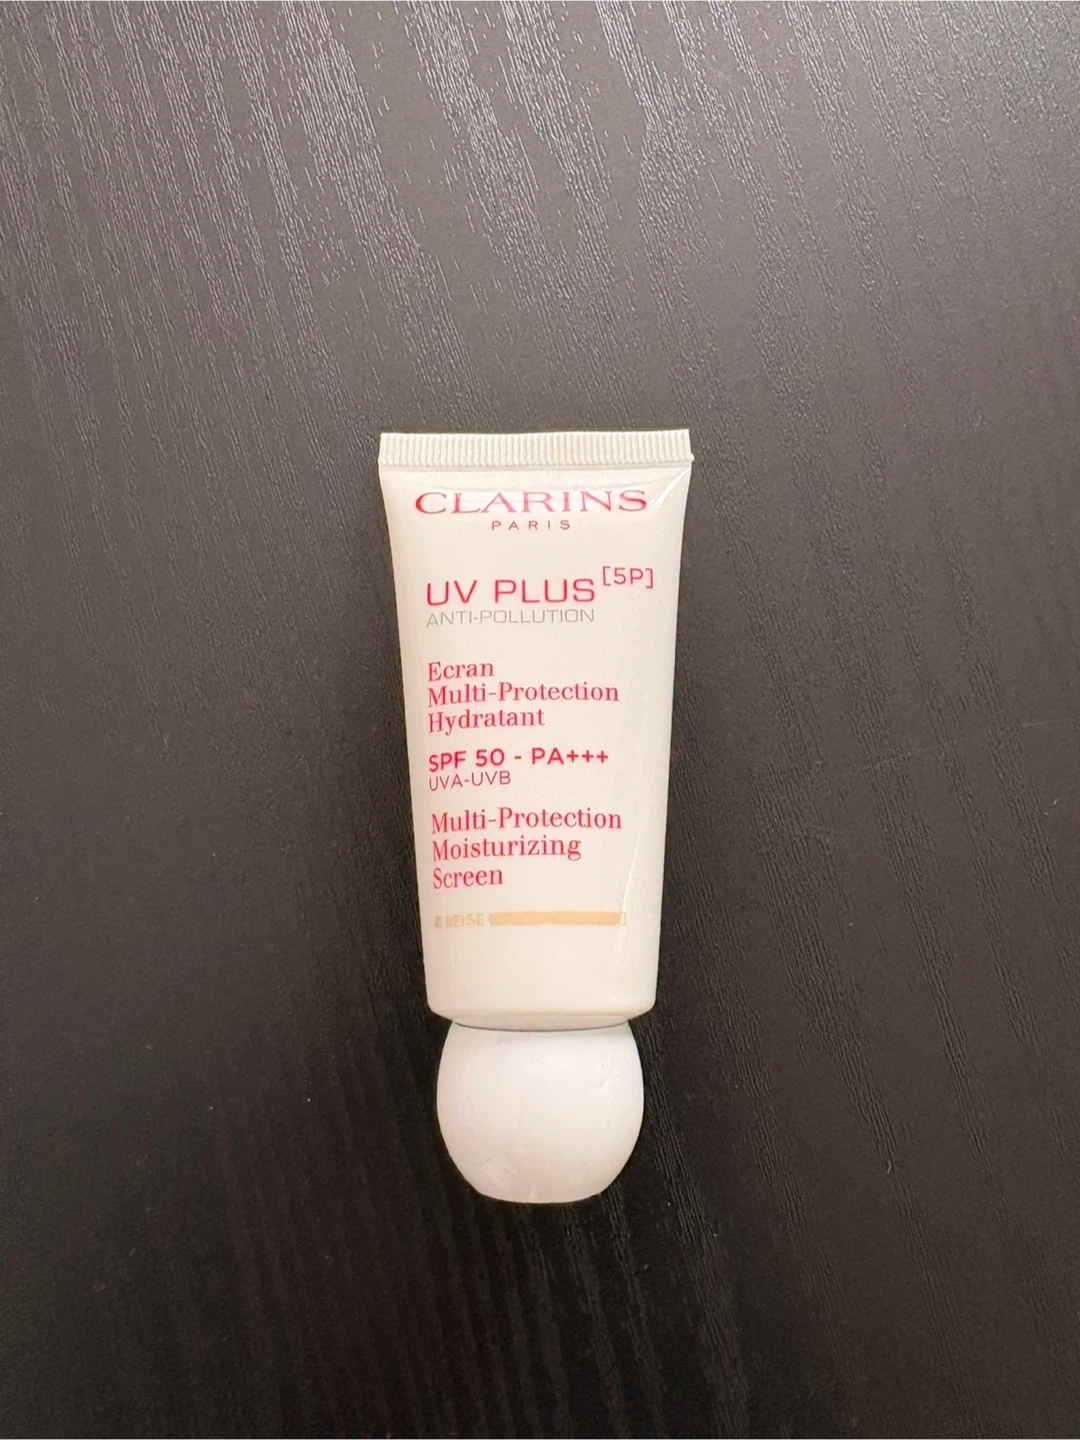 CLARINS
PARIS
UV PLUS [5P]
ANTI-POLLUTION
Ecran
Multi-Protection
Hydratant
SPF 50 - PA+++
UVA-UVB
Multi-Protection
Moisturizing
Screen
BEIGE